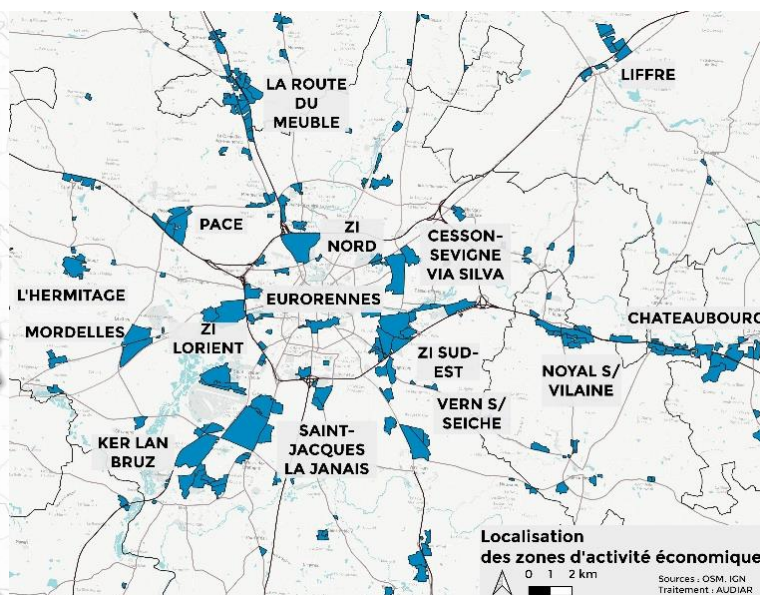 LA ROUTE
DU
MEUBLE
LIFFRE
PACE
ZI
NORD
CESSON-
SEVIGNE
VIA SILVA
L'HERMITAGE
EURORENNES
CHATEAUBOURG
MORDELLES
ZI
LORIENT
ZI SUD-
EST
NOYAL S/
VILAINE
VERN S/
SEICHE
KER LAN
BRUZ
SAINT-
JACQUES
LA JANAIS
Localisation
des zones d'activité économique
0 1 2 km
Sources : OSM, IGN
Traitement : AUDIAR